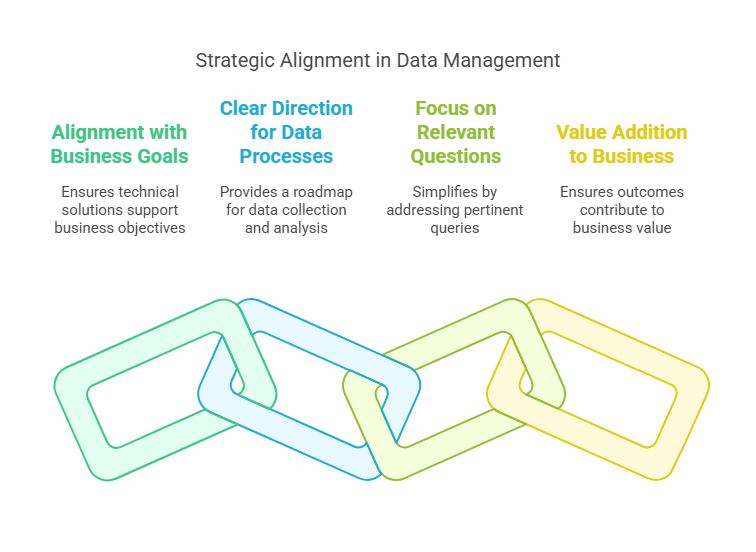 Strategic Alignment in Data Management
Alignment with
Business Goals
Ensures technical
solutions support
business objectives
Clear Direction
for Data
Processes
Provides a roadmap
for data collection
and analysis
Focus on
Relevant
Questions
Simplifies by
addressing pertinent
queries
Value Addition
to Business
Ensures outcomes
contribute to
business value